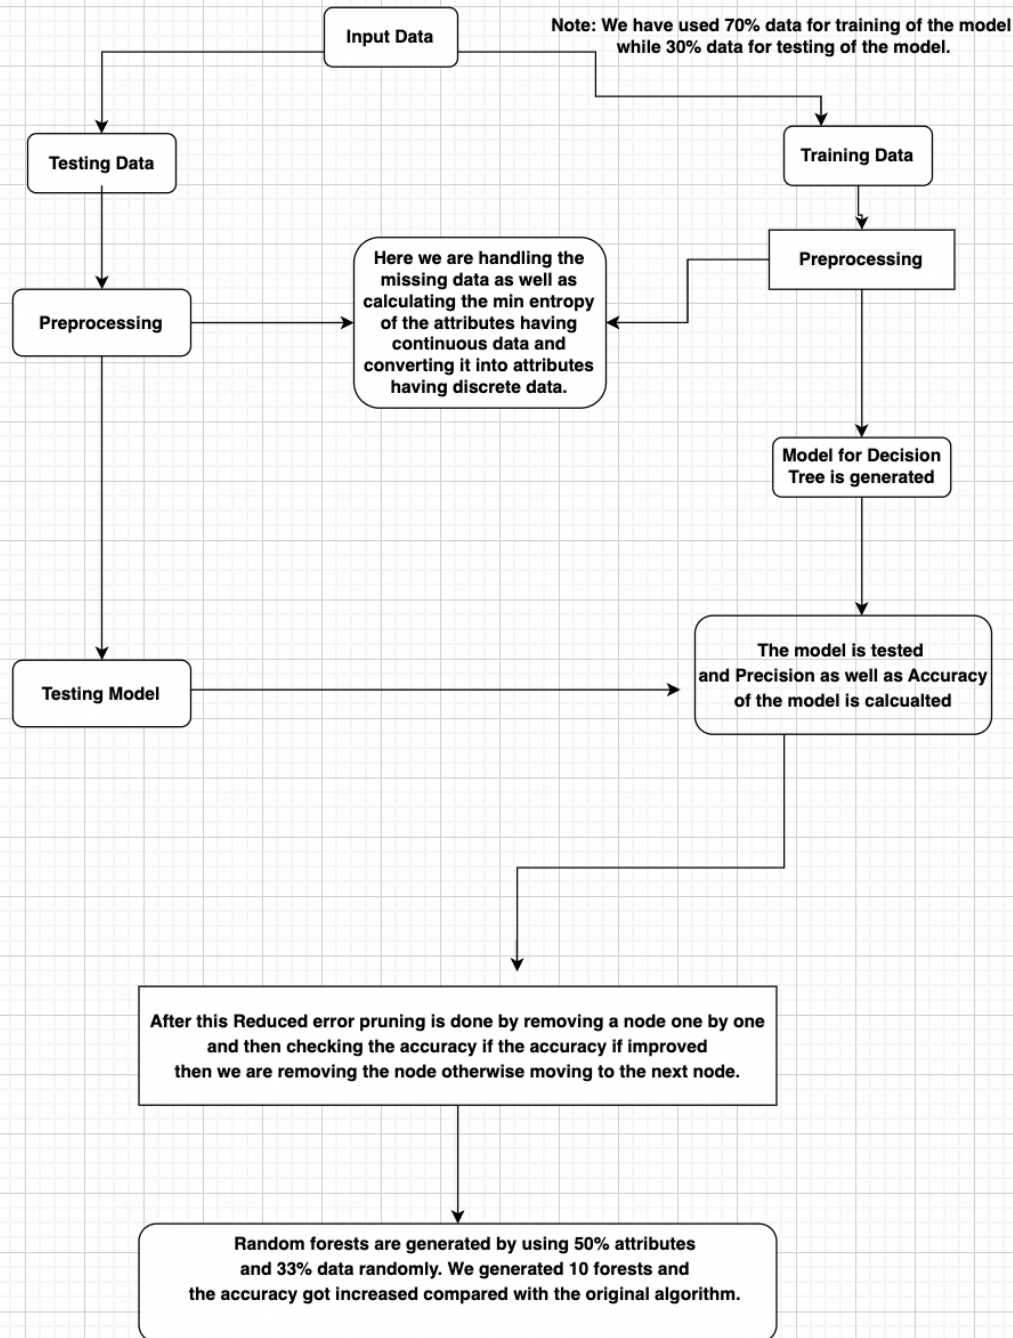 Input Data
Note: We have used 70% data for training of the model
while 30% data for testing of the model.
Testing Data
Training Data
Preprocessing
Here we are handling the
missing data as well as
calculating the min entropy
of the attributes having
continuous data and
converting it into attributes
having discrete data.
Preprocessing
Model for Decision
Tree is generated
Testing Model
The model is tested
and Precision as well as Accuracy
of the model is calcualted
After this Reduced error pruning is done by removing a node one by one
and then checking the accuracy if the accuracy if improved
then we are removing the node otherwise moving to the next node.
Random forests are generated by using 50% attributes
and 33% data randomly. We generated 10 forests and
the accuracy got increased compared with the original algorithm.